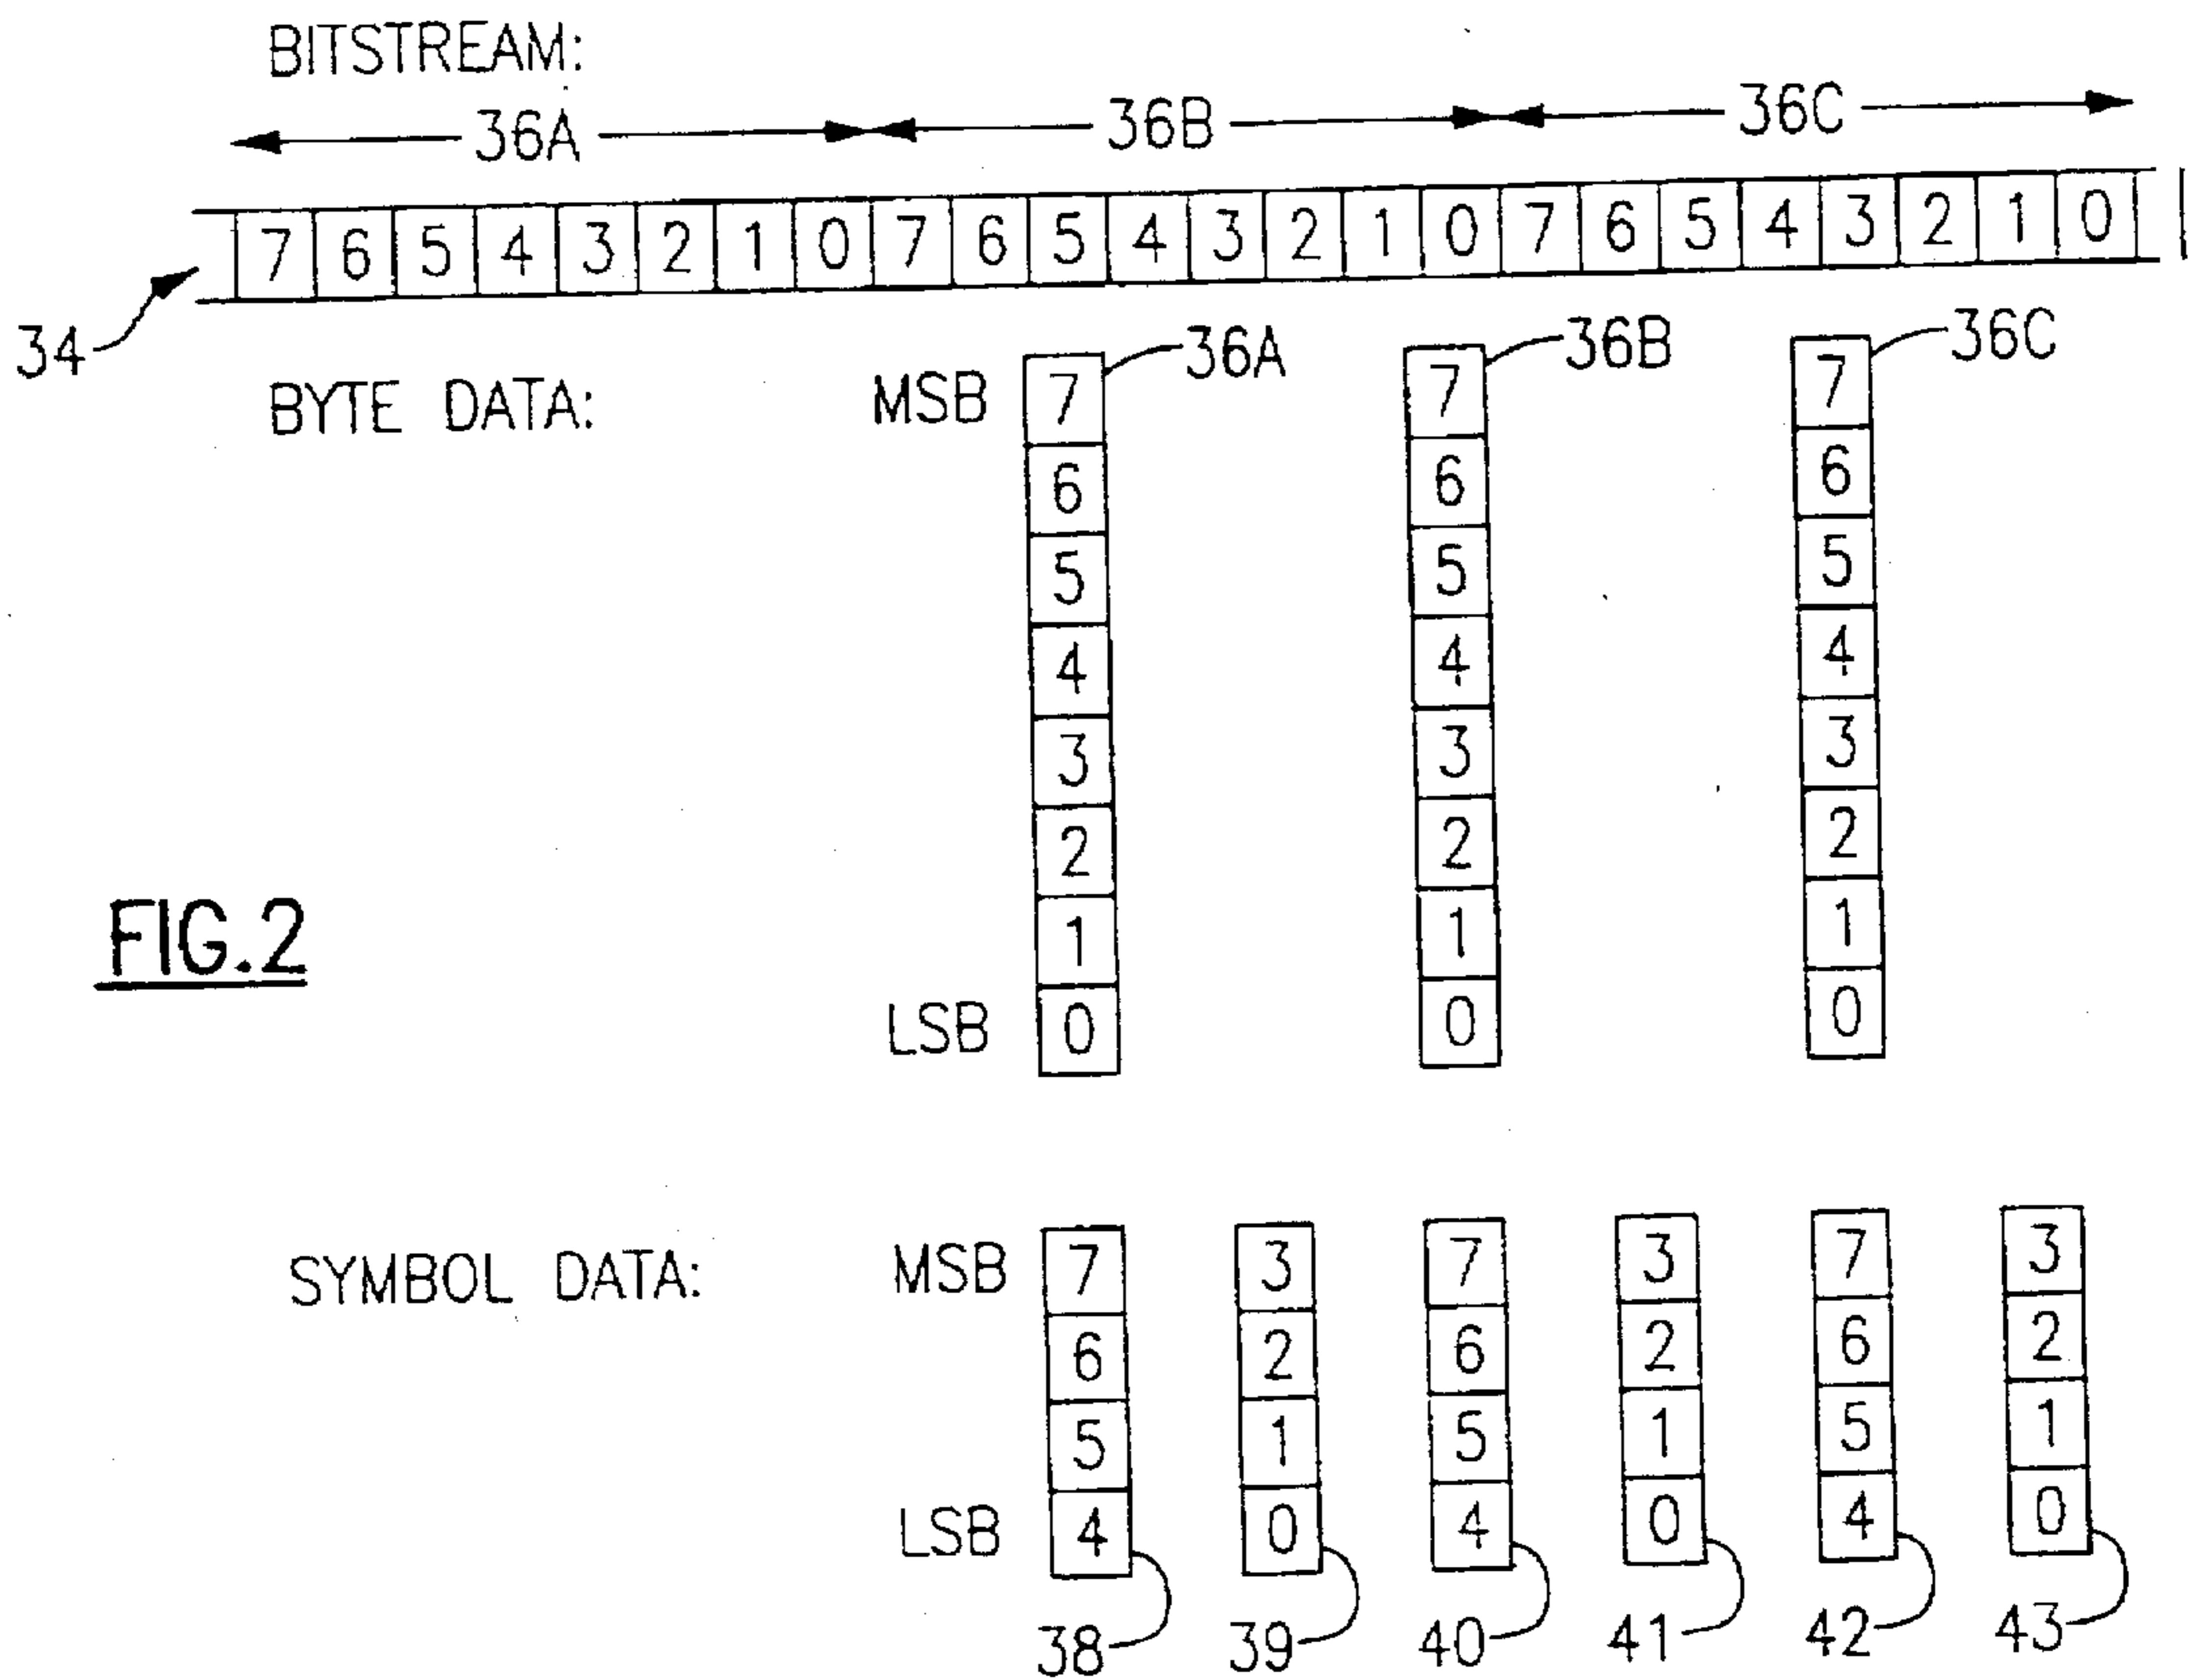 BITSTREAM:
36A 36B 36C
7 6 5 4 3 2 1 0 7 6 5 4 3 2 1 0 7 6 5 4 3 2 1 0
34
36A 36B 36C
BYTE DATA: MSB 7 7 7
6 6 6
5 5 5
4 4 4
3 3 3
2 2 2
1 1 1
LSB 0 0 0
FIG.2
SYMBOL DATA: MSB 7 3 7 3 7 3
6 2 6 2 6 2
5 1 5 1 5 1
LSB 4 0 4 0 4 0
38 39 40 41 42 43